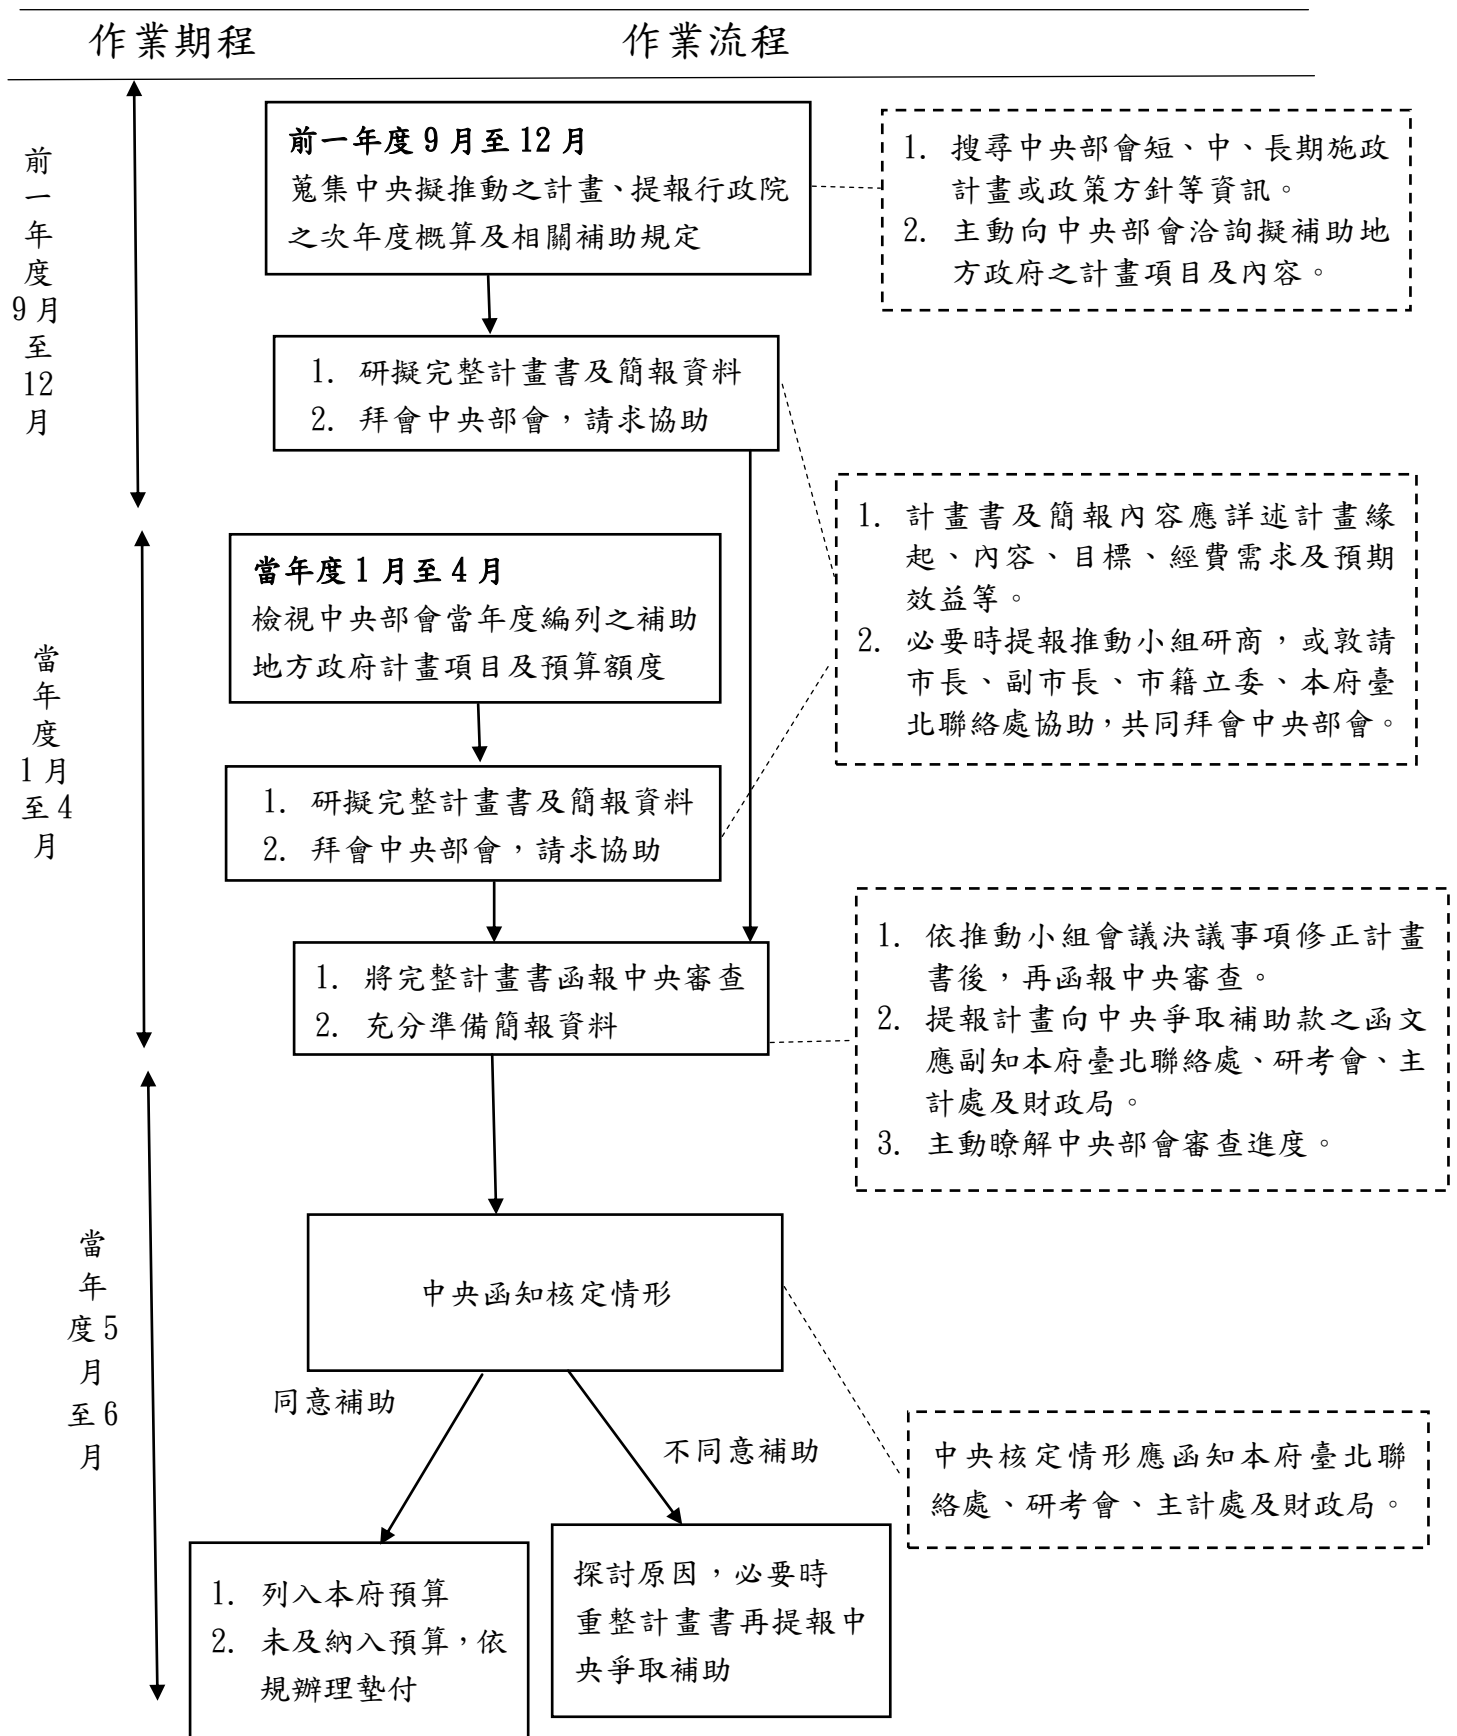 作業期程
作業流程
前
一
年
度
9月
至
12
月
前一年度9月至12月
蒐集中央擬推動之計畫、提報行政院
之次年度概算及相關補助規定
1. 搜尋中央部會短、中、長期施政
計畫或政策方針等資訊。
2. 主動向中央部會洽詢擬補助地
方政府之計畫項目及內容。
1. 研擬完整計畫書及簡報資料
2. 拜會中央部會，請求協助
1. 計畫書及簡報內容應詳述計畫緣
起、內容、目標、經費需求及預期
效益等。
2. 必要時提報推動小組研商，或敦請
市長、副市長、市籍立委、本府臺
北聯絡處協助，共同拜會中央部會。
當
年
度
1月
至4
月
當年度1月至4月
檢視中央部會當年度編列之補助
地方政府計畫項目及預算額度
1. 研擬完整計畫書及簡報資料
2. 拜會中央部會，請求協助
1. 將完整計畫書函報中央審查
2. 充分準備簡報資料
1. 依推動小組會議決議事項修正計畫
書後，再函報中央審查。
2. 提報計畫向中央爭取補助款之函文
應副知本府臺北聯絡處、研考會、主
計處及財政局。
3. 主動瞭解中央部會審查進度。
當
年
度5
月
至6
月
中央函知核定情形
同意補助
不同意補助
中央核定情形應函知本府臺北聯
絡處、研考會、主計處及財政局。
1. 列入本府預算
2. 未及納入預算，依
規辦理墊付
探討原因，必要時
重整計畫書再提報中
央爭取補助